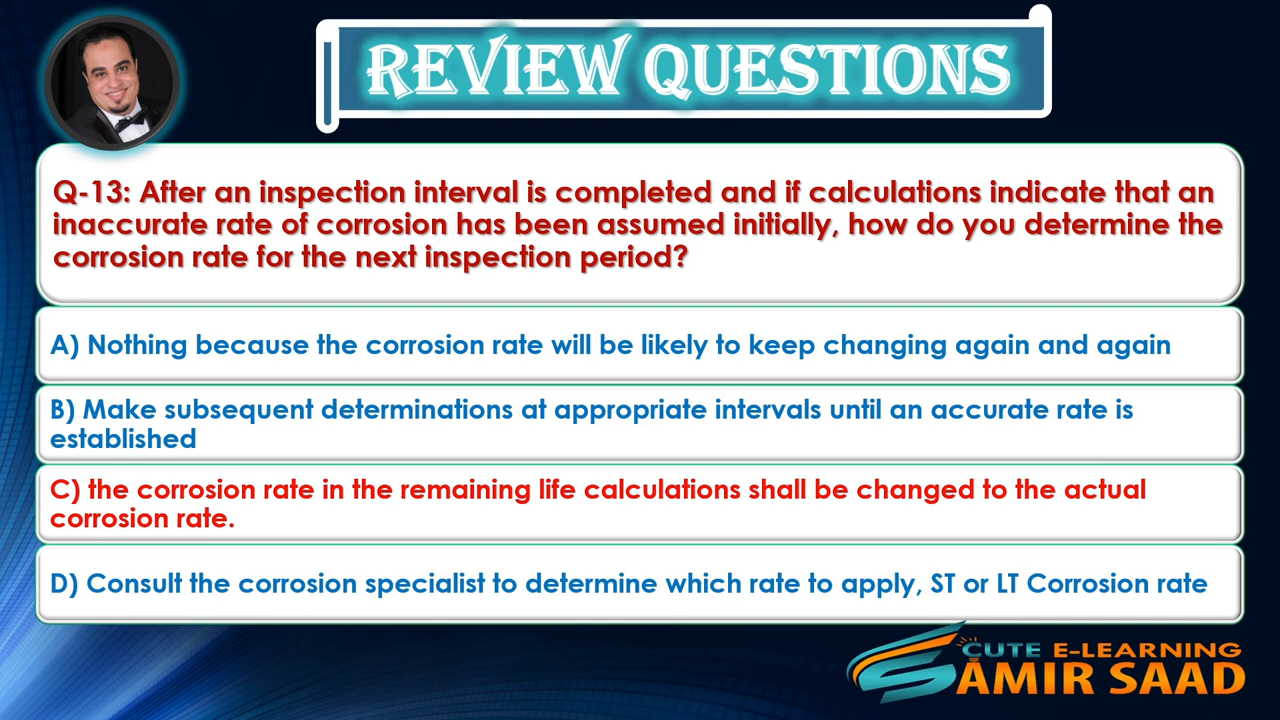 REVIEW QUESTIONS
Q-13: After an inspection interval is completed and if calculations indicate that an
inaccurate rate of corrosion has been assumed initially, how do you determine the
corrosion rate for the next inspection period?
A) Nothing because the corrosion rate will be likely to keep changing again and again
B) Make subsequent determinations at appropriate intervals until an accurate rate is
established
C) the corrosion rate in the remaining life calculations shall be changed to the actual
corrosion rate.
D) Consult the corrosion specialist to determine which rate to apply, ST or LT Corrosion rate
CUTE E-LEARNING
AMIR SAAD